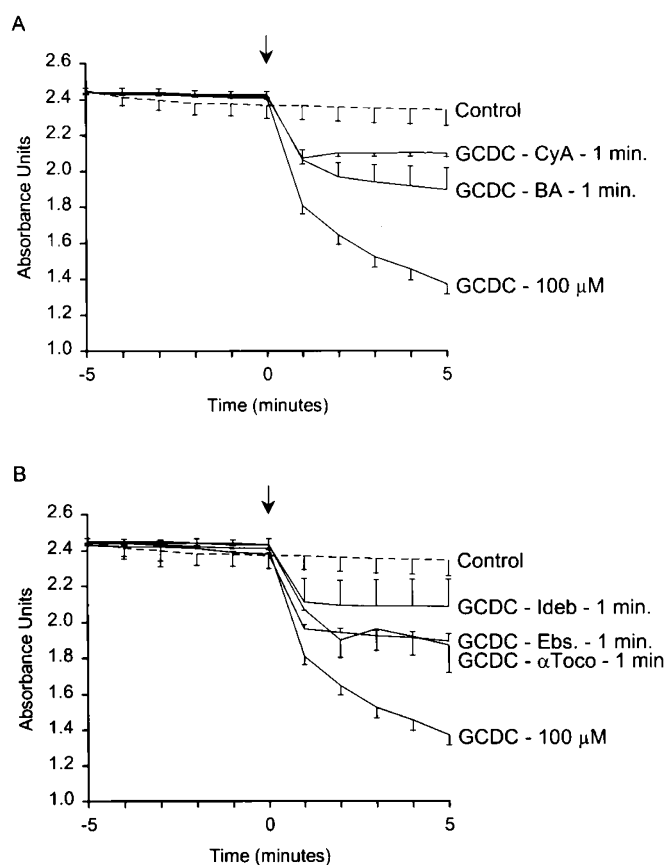 A
2.6
2.4
2.2
2.0
1.8
1.6
1.4
1.2
1.0
Absorbance Units
Control
GCDC - CyA - 1 min.
GCDC - BA - 1 min.
GCDC - 100 μM
-5
0
5
Time (minutes)
B
2.6
2.4
2.2
2.0
1.8
1.6
1.4
1.2
1.0
Absorbance Units
Control
GCDC - Ideb - 1 min.
GCDC - Ebs. - 1 min.
GCDC - αToco - 1 min
GCDC - 100 μM
-5
0
5
Time (minutes)